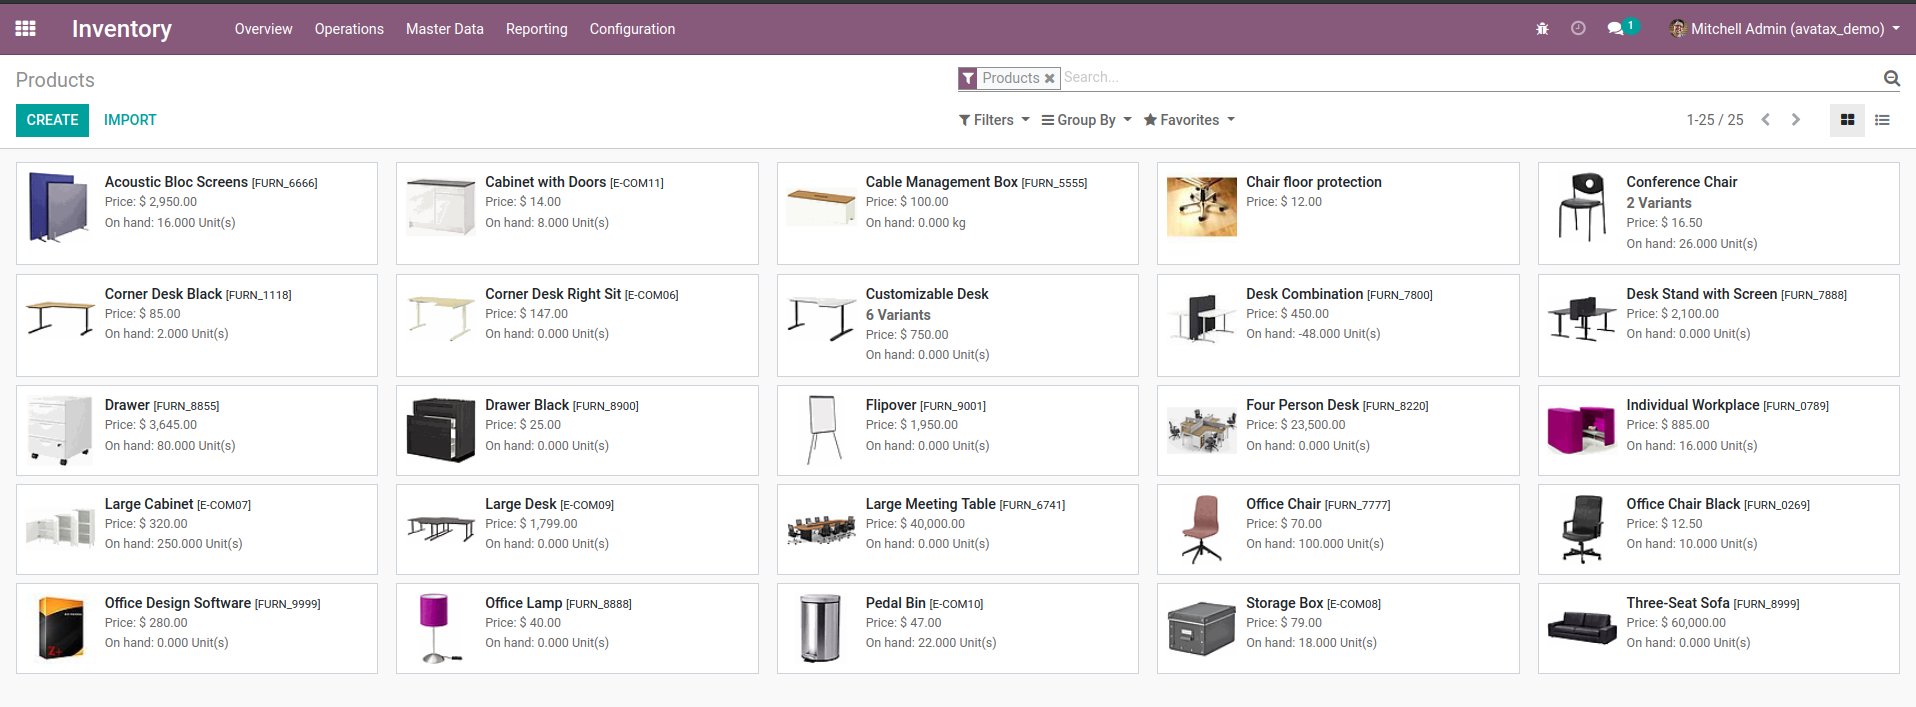 Inventory
Overview Operations Master Data Reporting Configuration
1
Mitchell Admin (avatax_demo)
Products
Products Search...
CREATE IMPORT
Filters Group By Favorites
1-25 / 25
Acoustic Bloc Screens [FURN_6666]
Price: $ 2,950.00
On hand: 16.000 Unit(s)
Cabinet with Doors [E-COM11]
Price: $ 14.00
On hand: 8.000 Unit(s)
Cable Management Box [FURN_5555]
Price: $ 100.00
On hand: 0.000 kg
Chair floor protection
Price: $ 12.00
Conference Chair
2 Variants
Price: $ 16.50
On hand: 26.000 Unit(s)
Corner Desk Black [FURN_1118]
Price: $ 85.00
On hand: 2.000 Unit(s)
Corner Desk Right Sit [E-COM06]
Price: $ 147.00
On hand: 0.000 Unit(s)
Customizable Desk
6 Variants
Price: $ 750.00
On hand: 0.000 Unit(s)
Desk Combination [FURN_7800]
Price: $ 450.00
On hand: -48.000 Unit(s)
Desk Stand with Screen [FURN_7888]
Price: $ 2,100.00
On hand: 0.000 Unit(s)
Drawer [FURN_8855]
Price: $ 3,645.00
On hand: 80.000 Unit(s)
Drawer Black [FURN_8900]
Price: $ 25.00
On hand: 0.000 Unit(s)
Flipover [FURN_9001]
Price: $ 1,950.00
On hand: 0.000 Unit(s)
Four Person Desk [FURN_8220]
Price: $ 23,500.00
On hand: 0.000 Unit(s)
Individual Workplace [FURN_0789]
Price: $ 885.00
On hand: 16.000 Unit(s)
Large Cabinet [E-COM07]
Price: $ 320.00
On hand: 250.000 Unit(s)
Large Desk [E-COM09]
Price: $ 1,799.00
On hand: 0.000 Unit(s)
Large Meeting Table [FURN_6741]
Price: $ 40,000.00
On hand: 0.000 Unit(s)
Office Chair [FURN_7777]
Price: $ 70.00
On hand: 100.000 Unit(s)
Office Chair Black [FURN_0269]
Price: $ 12.50
On hand: 10.000 Unit(s)
Z+
Office Design Software [FURN_9999]
Price: $ 280.00
On hand: 0.000 Unit(s)
Office Lamp [FURN_8888]
Price: $ 40.00
On hand: 0.000 Unit(s)
Pedal Bin [E-COM10]
Price: $ 47.00
On hand: 22.000 Unit(s)
Storage Box [E-COM08]
Price: $ 79.00
On hand: 18.000 Unit(s)
Three-Seat Sofa [FURN_8999]
Price: $ 60,000.00
On hand: 0.000 Unit(s)